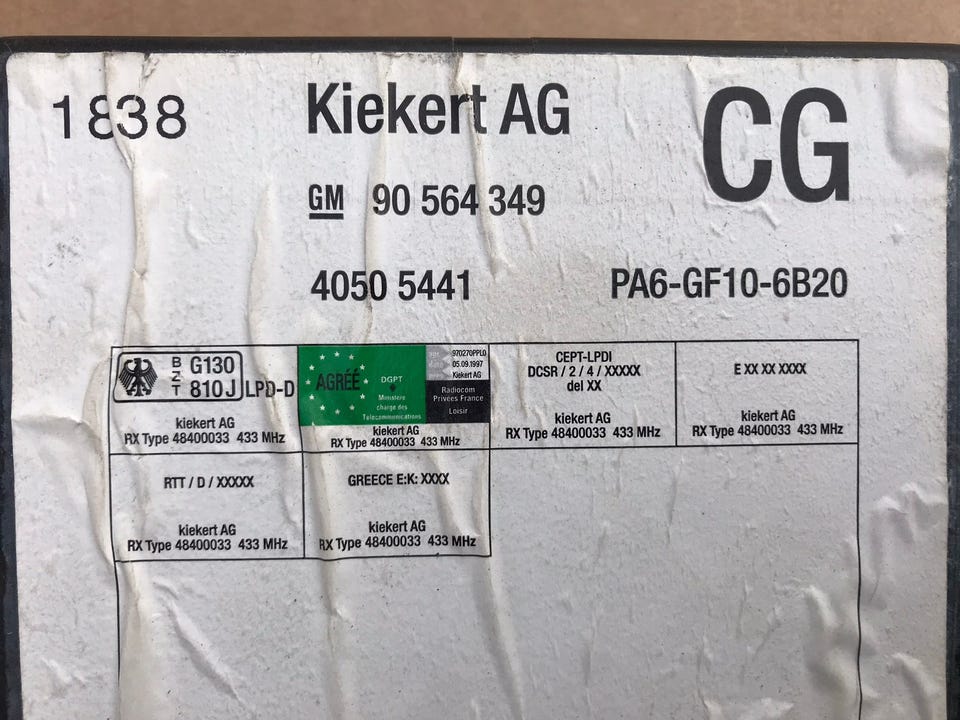 1838
Kiekert AG
CG
GM 90 564 349
4050 5441
PA6-GF10-6B20
BZT G130 810J LPD-D
kiekert AG
RX Type 48400033 433 MHz
AGRÉÉ
DGPT
Ministère
charge des
Télécommunications
970270PPL0
05.09.1997
Kiekert AG
Radiocom
Privees France
Loisir
kiekert AG
RX Type 48400033 433 MHz
CEPT-LPDI
DCSR / 2 / 4 / XXXXX
del XX
kiekert AG
RX Type 48400033 433 MHz
E XX XX XXXX
kiekert AG
RX Type 48400033 433 MHz
RTT / D / XXXXX
kiekert AG
RX Type 48400033 433 MHz
GREECE E:K: XXXX
kiekert AG
RX Type 48400033 433 MHz